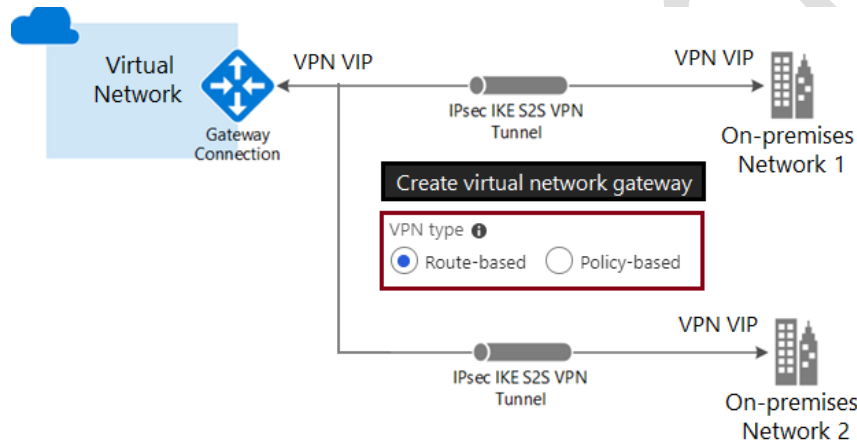 Virtual
Network
Gateway
Connection
VPN VIP
IPsec IKE S2S VPN
Tunnel
VPN VIP
On-premises
Network 1
Create virtual network gateway
VPN type
Route-based
Policy-based
IPsec IKE S2S VPN
Tunnel
VPN VIP
On-premises
Network 2